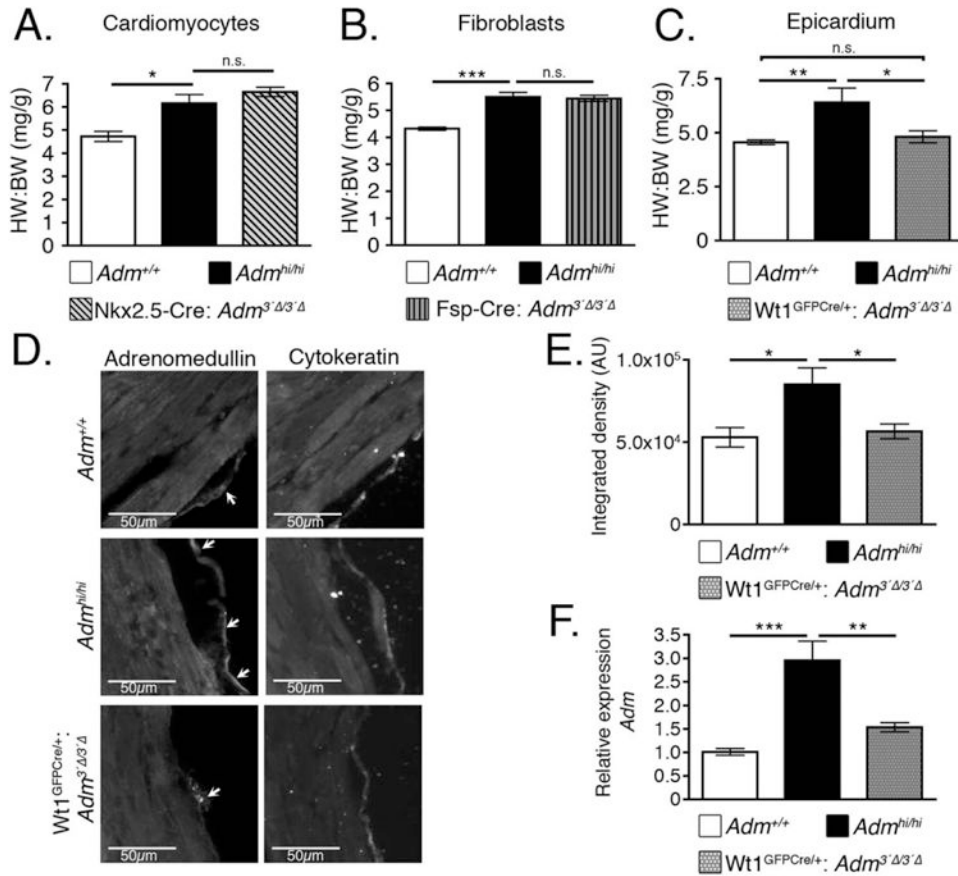 A. Cardiomyocytes
HW:BW (mg/g)
7
6
5
4
3
2
1
0
*
n.s.
Adm+/+ Admhi/hi
Nkx2.5-Cre: Adm3´Δ/3´Δ
B. Fibroblasts
HW:BW (mg/g)
6
5
4
3
2
1
0
***
n.s.
Adm+/+ Admhi/hi
Fsp-Cre: Adm3´Δ/3´Δ
C. Epicardium
HW:BW (mg/g)
7.5
5.0
2.5
0
n.s.
**
*
Adm+/+ Admhi/hi
Wt1GFPCre/+: Adm3´Δ/3´Δ
D.
Adrenomedullin Cytokeratin
Adm+/+
50µm 50µm
Admhi/hi
50µm 50µm
Wt1GFPCre/+:
Adm3´Δ/3´Δ
50µm 50µm
E.
Integrated density (AU)
1.0x10⁵
5.0x10⁴
0
*
*
Adm+/+ Admhi/hi
Wt1GFPCre/+: Adm3´Δ/3´Δ
F.
Relative expression
Adm
3.5
3.0
2.5
2.0
1.5
1.0
0.5
0
***
**
Adm+/+ Admhi/hi
Wt1GFPCre/+: Adm3´Δ/3´Δ